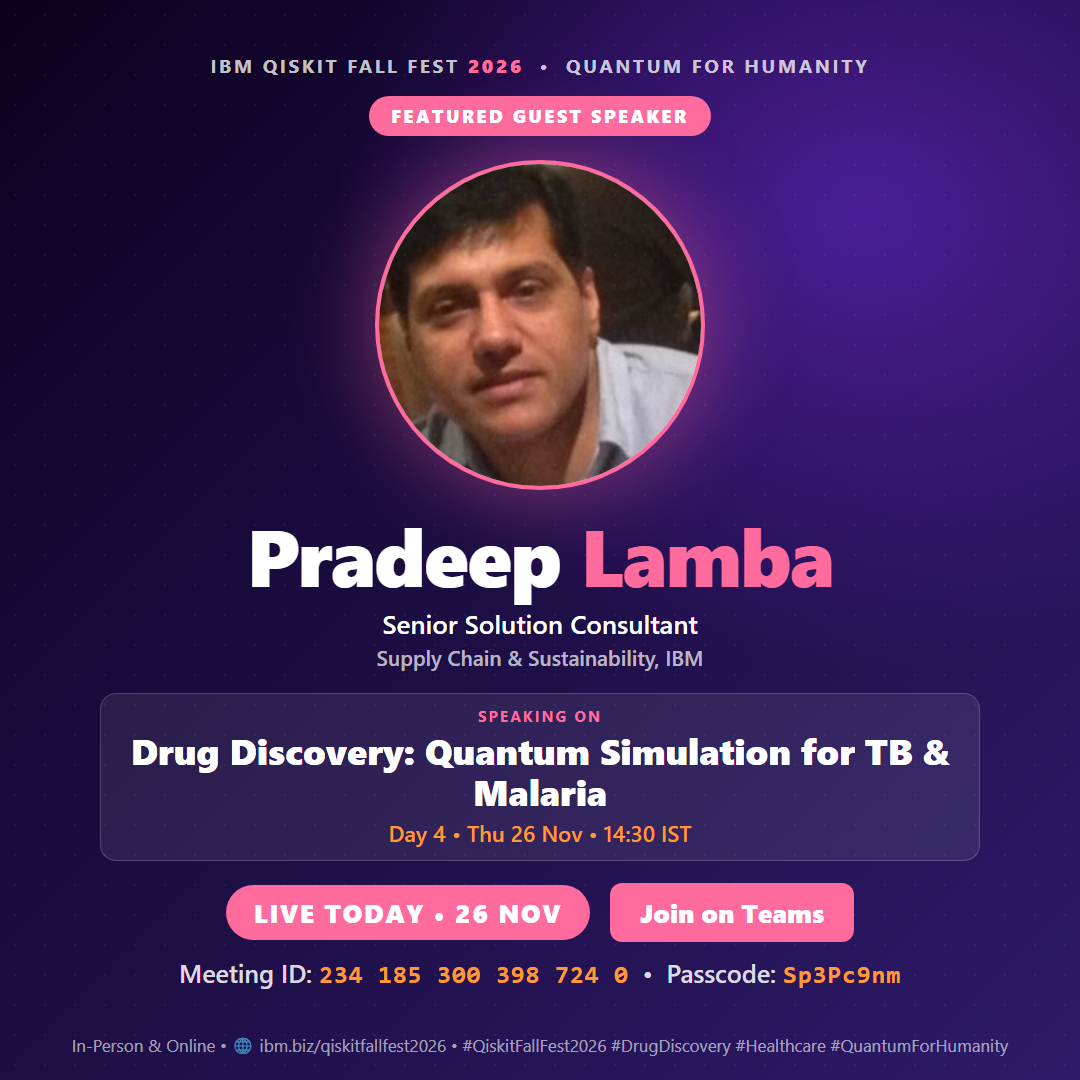 IBM QISKIT FALL FEST 2026 • QUANTUM FOR HUMANITY
FEATURED GUEST SPEAKER
Pradeep Lamba
Senior Solution Consultant
Supply Chain & Sustainability, IBM
SPEAKING ON
Drug Discovery: Quantum Simulation for TB &
Malaria
Day 4 • Thu 26 Nov • 14:30 IST
LIVE TODAY • 26 NOV
Join on Teams
Meeting ID: 234 185 300 398 724 0 • Passcode: Sp3Pc9nm
In-Person & Online • 🌐 ibm.biz/qiskitfallfest2026 • #QiskitFallFest2026 #DrugDiscovery #Healthcare #QuantumForHumanity